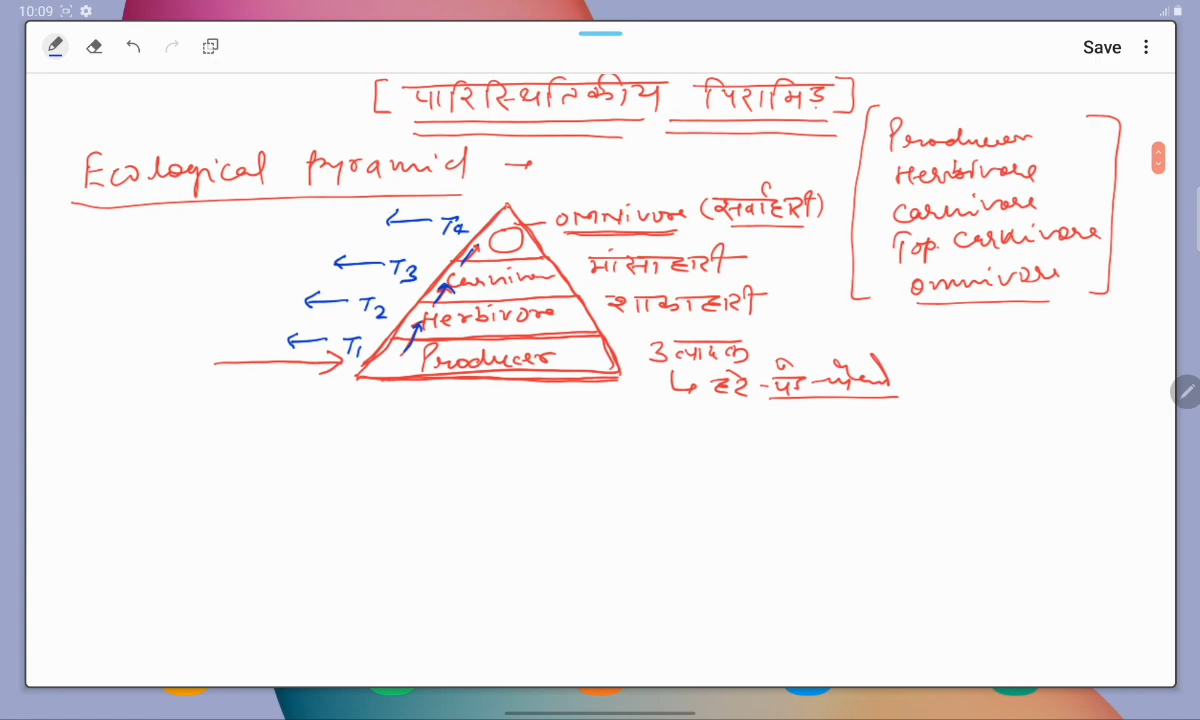 10:09
Save
[ पारिस्थितिकीय पिरामिड़ ]
Ecological pyramid →
Producer
Herbivore
Carnivore
Top. Carnivore
omnivore
T4 OMNIVORE (सर्वाहारी)
T3 Carnivore मांसाहारी
T2 Herbivore शाकाहारी
T1 Producer उत्पादक
↳ हरे - पेड़ - पौधे